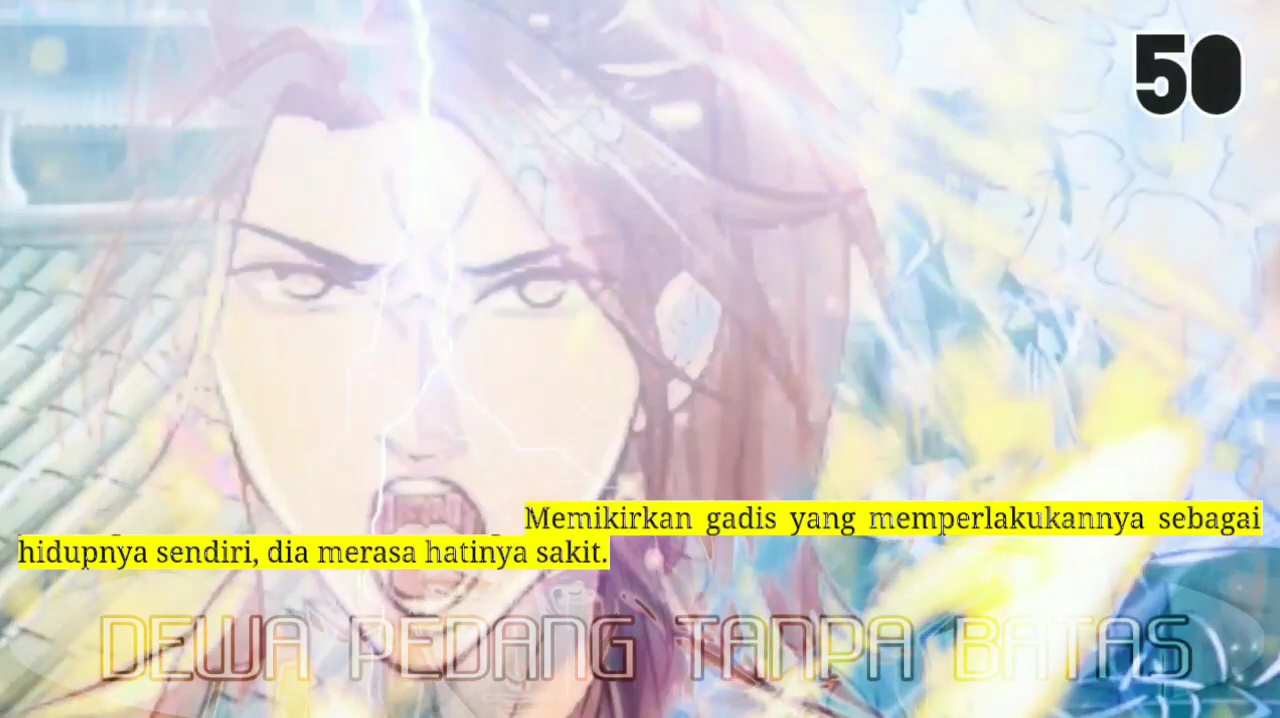 50
Memikirkan gadis yang memperlakukannya sebagai
hidupnya sendiri, dia merasa hatinya sakit.
DEWA PEDANG TANPA BATAS